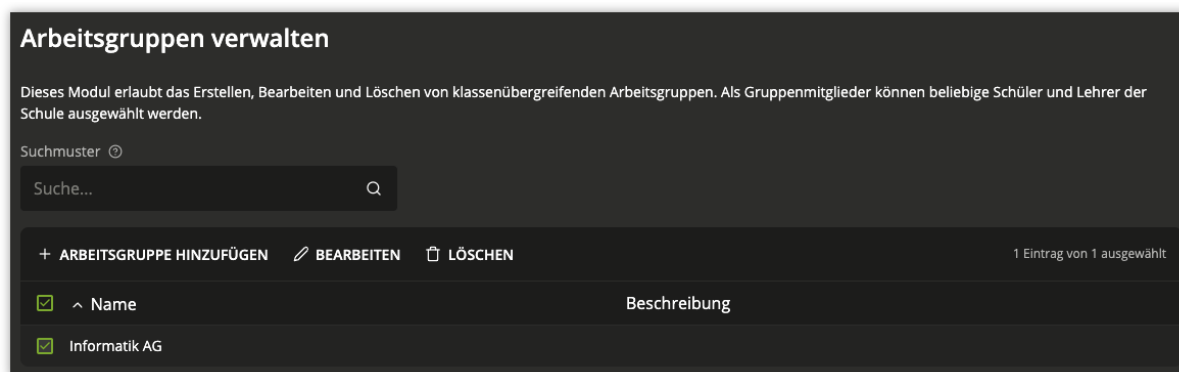 Arbeitsgruppen verwalten
Dieses Modul erlaubt das Erstellen, Bearbeiten und Löschen von klassenübergreifenden Arbeitsgruppen. Als Gruppenmitglieder können beliebige Schüler und Lehrer der
Schule ausgewählt werden.
Suchmuster
Suche...
ARBEITSGRUPPE HINZUFÜGEN BEARBEITEN LÖSCHEN 1 Eintrag von 1 ausgewählt
Name Beschreibung
Informatik AG